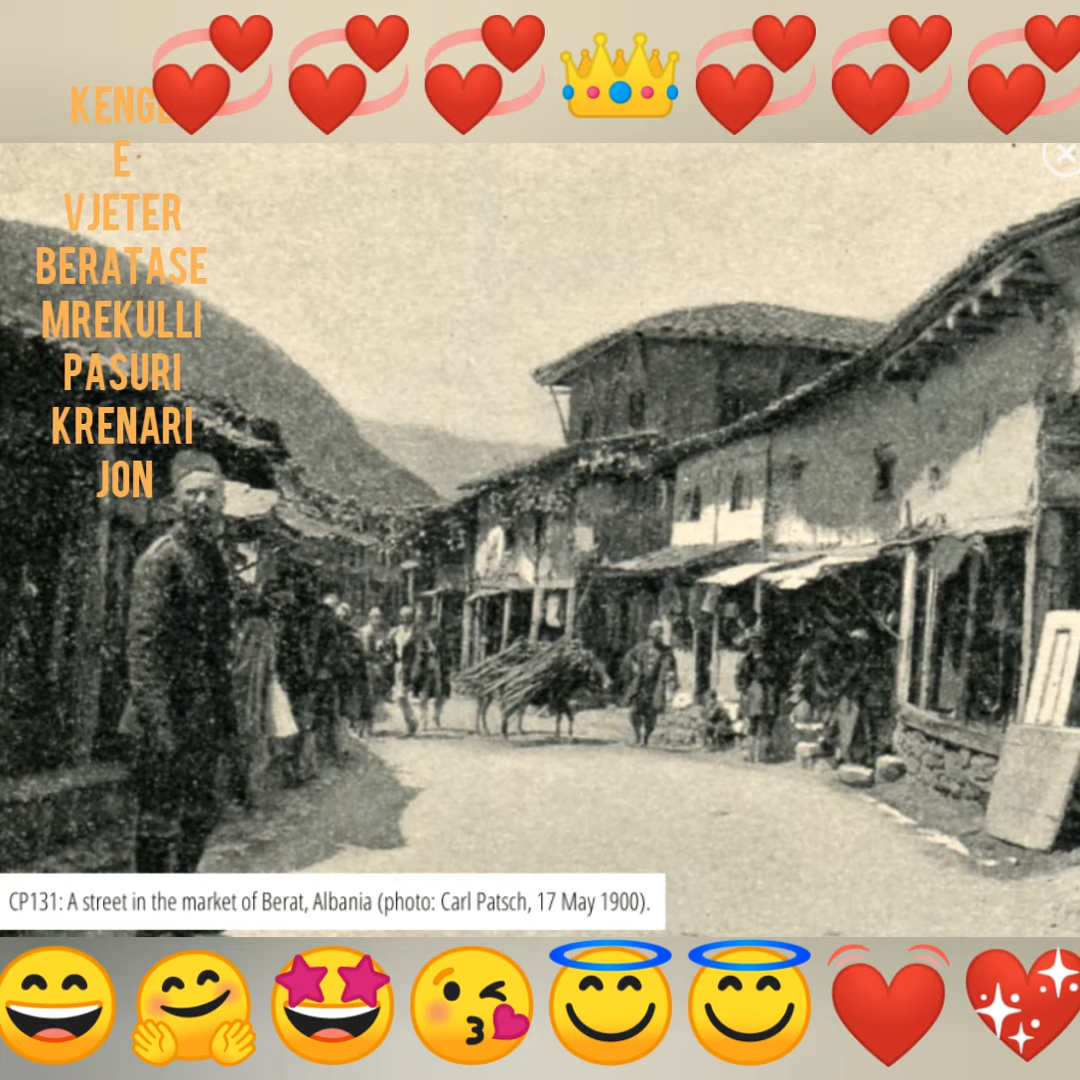 KENGE
E
VJETER
BERATASE
MREKULLI
PASURI
KRENARI
JON
CP131: A street in the market of Berat, Albania (photo: Carl Patsch, 17 May 1900).